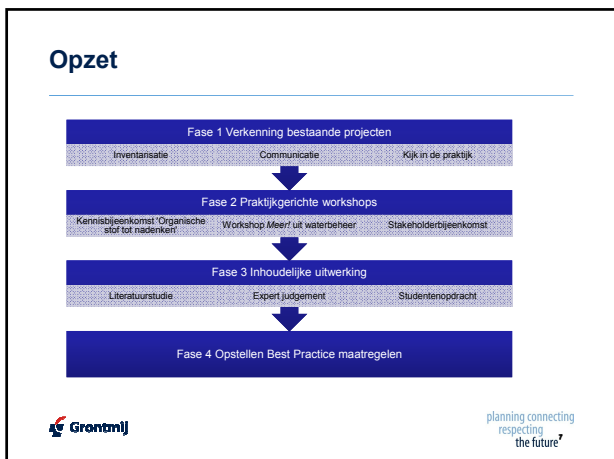 Opzet
Fase 1 Verkenning bestaande projecten
Inventarisatie Communicatie Kijk in de praktijk
Fase 2 Praktijkgerichte workshops
Kennisbijeenkomst 'Organische
stof tot nadenken' Workshop Meer! uit waterbeheer Stakeholderbijeenkomst
Fase 3 Inhoudelijke uitwerking
Literatuurstudie Expert judgement Studentenopdracht
Fase 4 Opstellen Best Practice maatregelen
Grontmij
planning connecting
respecting
the future